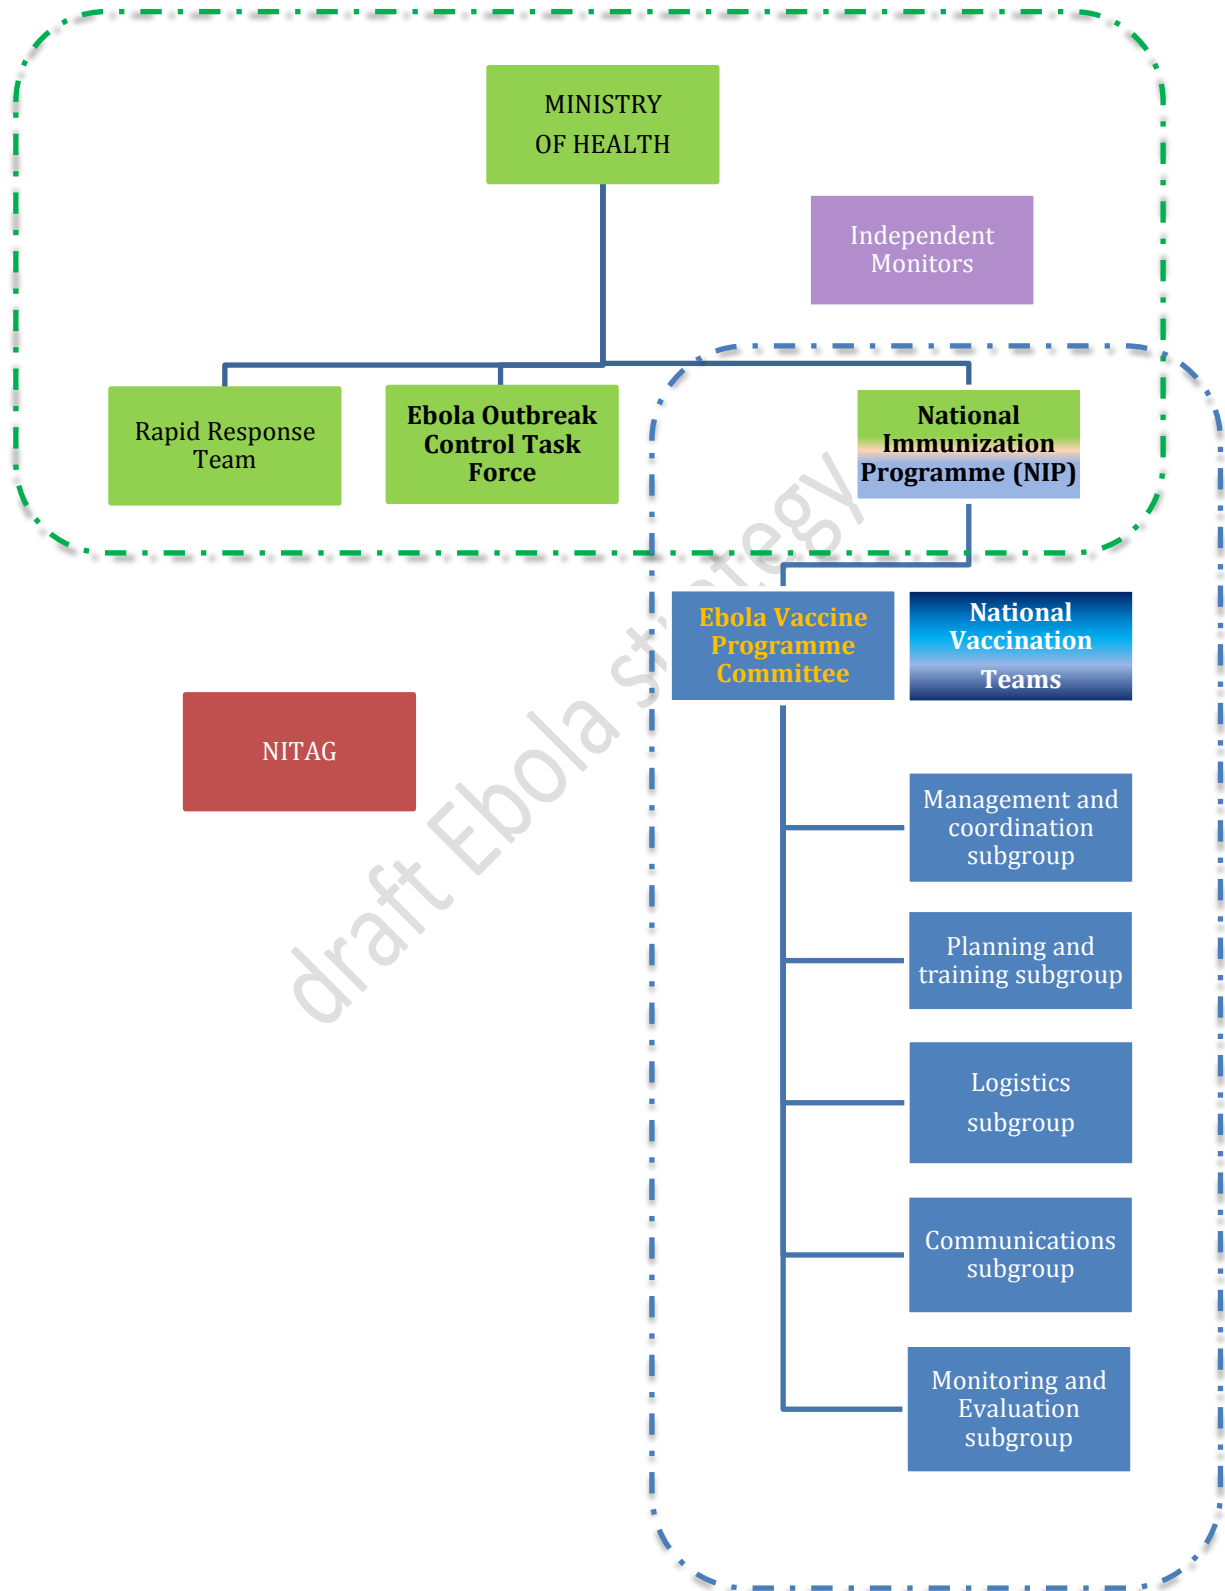 MINISTRY
OF HEALTH
Independent
Monitors
Rapid Response
Team
Ebola Outbreak
Control Task
Force
National
Immunization
Programme (NIP)
Ebola Vaccine
Programme
Committee
National
Vaccination
Teams
NITAG
Management and
coordination
subgroup
Planning and
training subgroup
Logistics
subgroup
Communications
subgroup
Monitoring and
Evaluation
subgroup
draft Ebola strategy